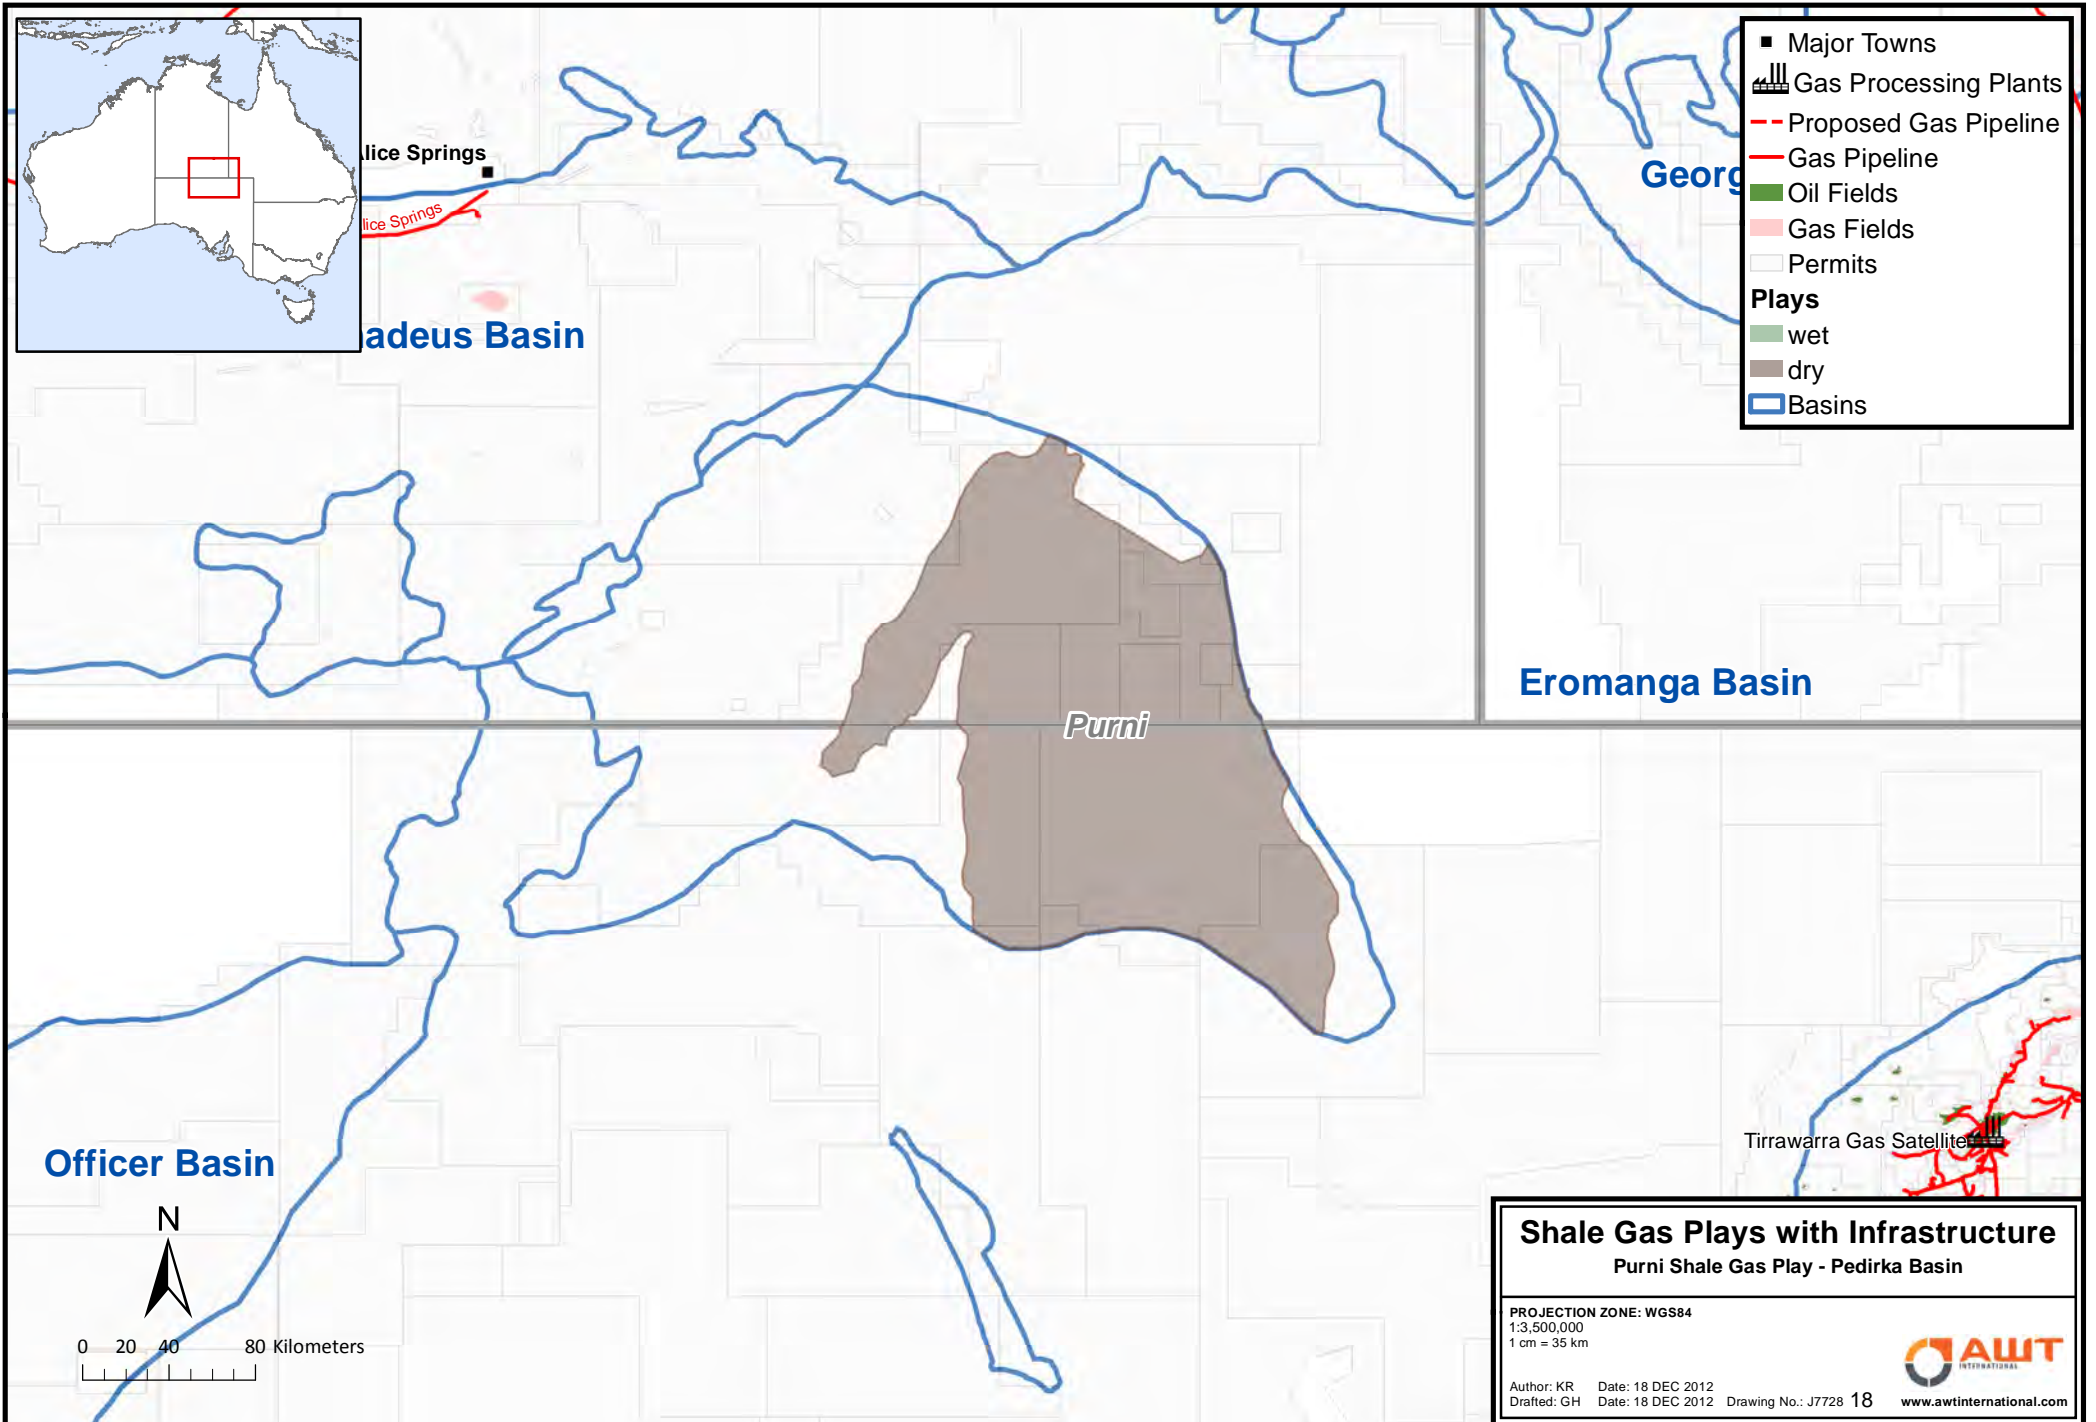 Major Towns
Gas Processing Plants
Proposed Gas Pipeline
Gas Pipeline
Oil Fields
Gas Fields
Permits
Plays
wet
dry
Basins
lice Springs
lice Springs
adeus Basin
Georg
Eromanga Basin
Purni
Officer Basin
Tirrawarra Gas Satellite
N
0 20 40 80 Kilometers
Shale Gas Plays with Infrastructure
Purni Shale Gas Play - Pedirka Basin
PROJECTION ZONE: WGS84
1:3,500,000
1 cm = 35 km
Author: KR Date: 18 DEC 2012
Drafted: GH Date: 18 DEC 2012 Drawing No.: J7728 18
AWT
INTERNATIONAL
www.awtinternational.com